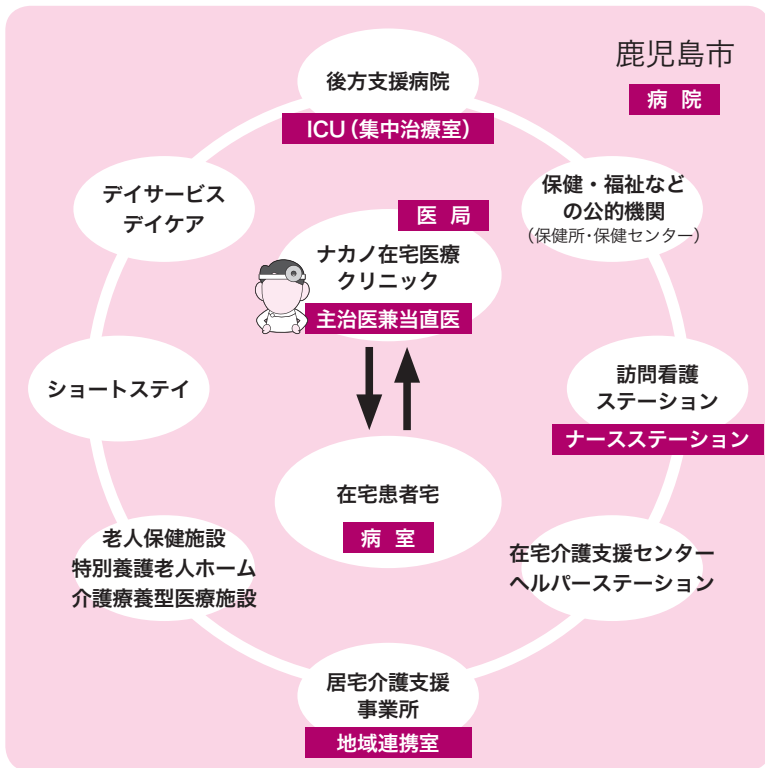 鹿児島市
病 院
後方支援病院
ICU（集中治療室）
デイサービス
デイケア
保健・福祉など
の公的機関
（保健所・保健センター）
医 局
ナカノ在宅医療
クリニック
主治医兼当直医
ショートステイ
訪問看護
ステーション
ナースステーション
在宅患者宅
病 室
老人保健施設
特別養護老人ホーム
介護療養型医療施設
在宅介護支援センター
ヘルパーステーション
居宅介護支援
事業所
地域連携室